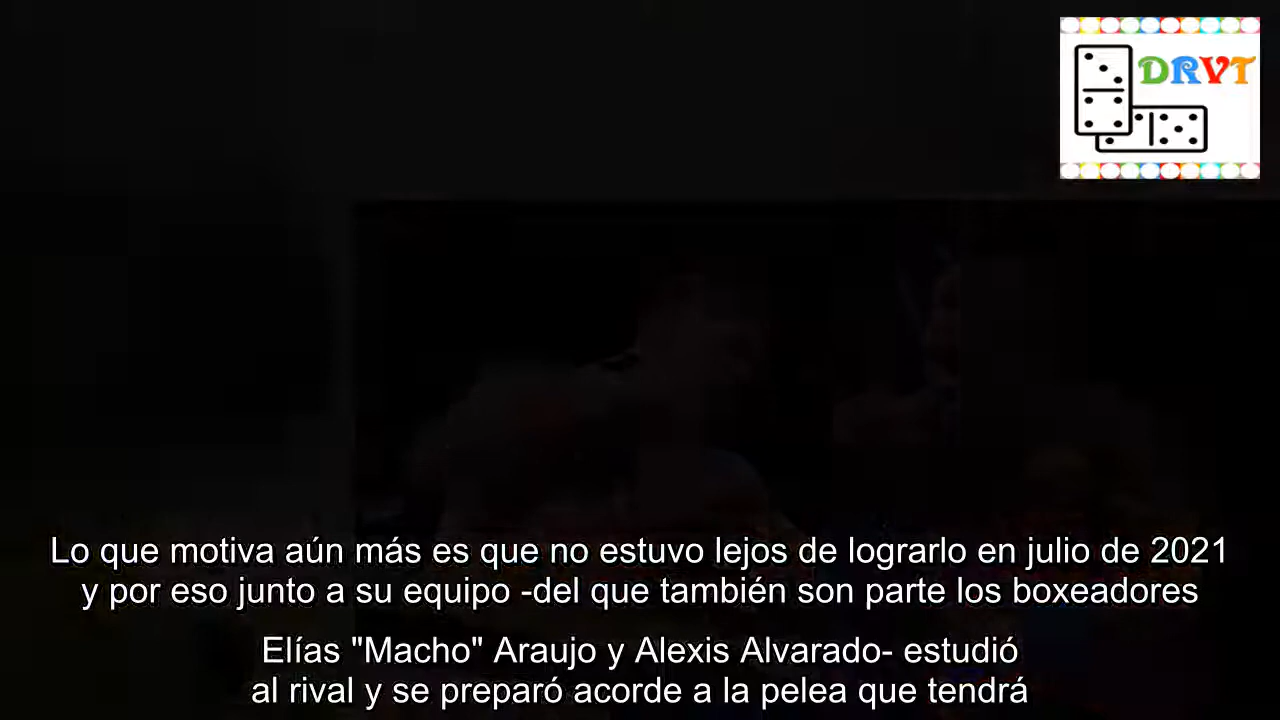 DRVT
Lo que motiva aún más es que no estuvo lejos de lograrlo en julio de 2021
y por eso junto a su equipo -del que también son parte los boxeadores
Elías "Macho" Araujo y Alexis Alvarado- estudió
al rival y se preparó acorde a la pelea que tendrá